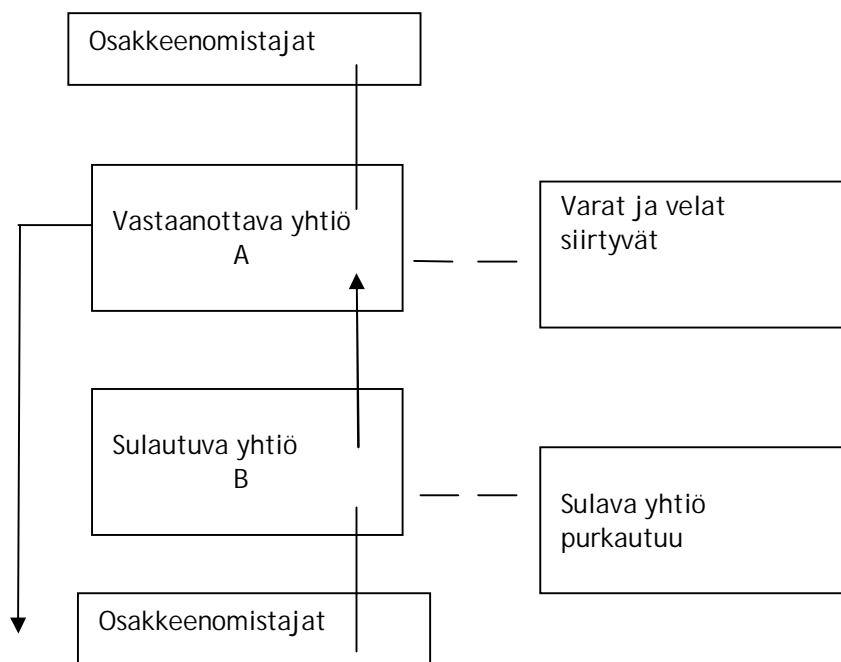 Osakkeenomistajat
Vastaanottava yhtiö
A
Varat ja velat
siirtyvät
Sulautuva yhtiö
B
Sulava yhtiö
purkautuu
Osakkeenomistajat